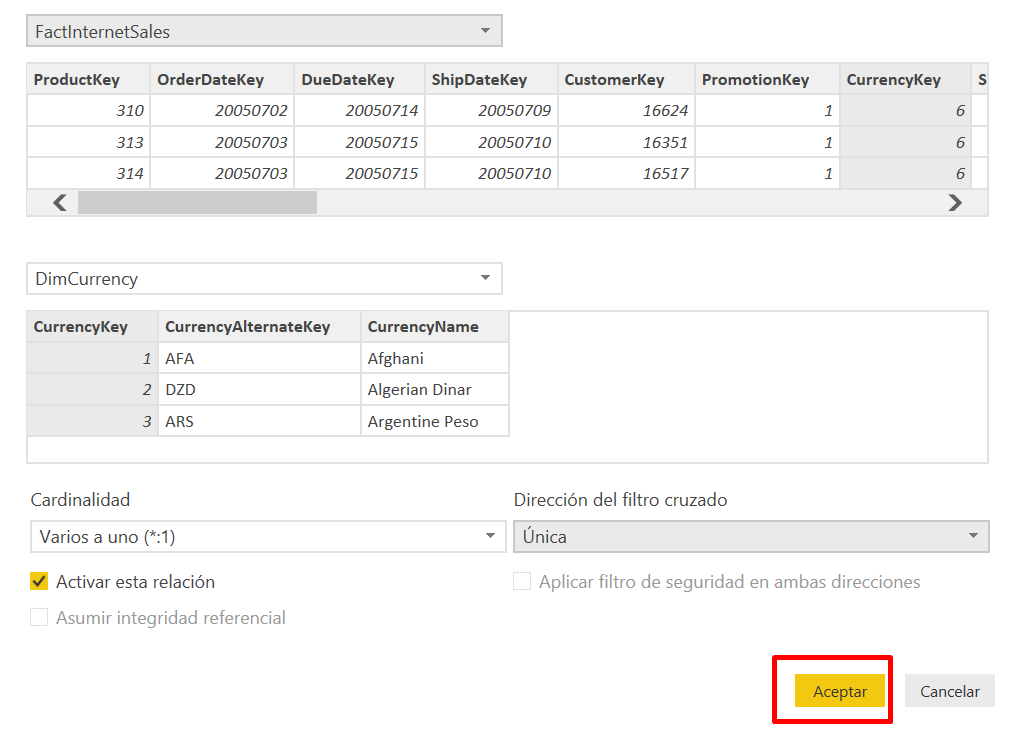 FactInternetSales
ProductKey OrderDateKey DueDateKey ShipDateKey CustomerKey PromotionKey CurrencyKey S
310 20050702 20050714 20050709 16624 1 6
313 20050703 20050715 20050710 16351 1 6
314 20050703 20050715 20050710 16517 1 6
DimCurrency
CurrencyKey CurrencyAlternateKey CurrencyName
1 AFA Afghani
2 DZD Algerian Dinar
3 ARS Argentine Peso
Cardinalidad Dirección del filtro cruzado
Varios a uno (*:1) Única
Activar esta relación Aplicar filtro de seguridad en ambas direcciones
Asumir integridad referencial
Aceptar Cancelar